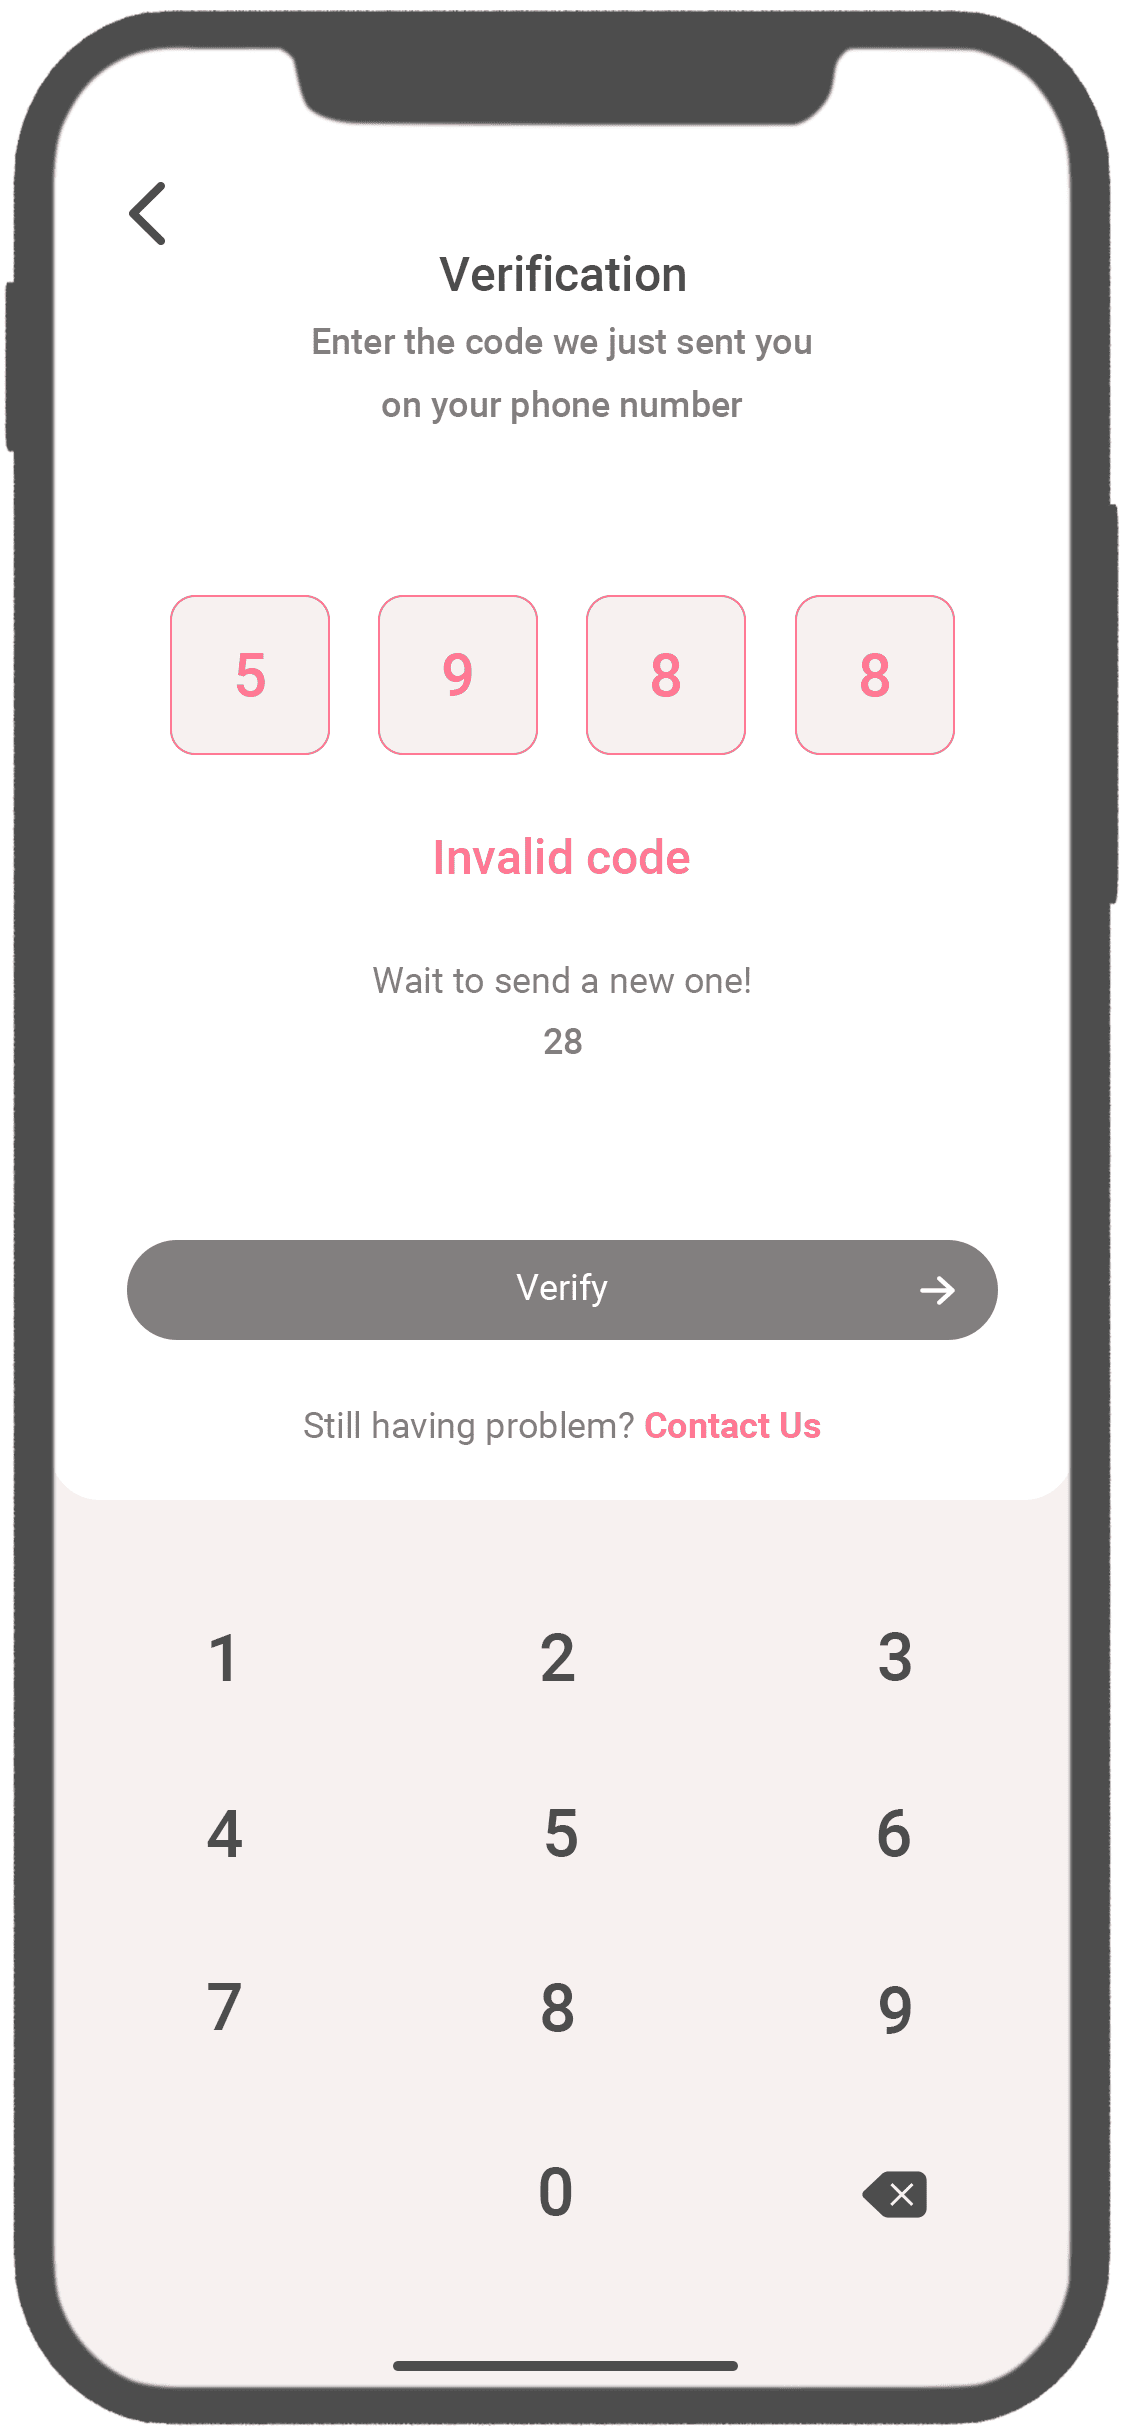 Verification
Enter the code we just sent you
on your phone number
5 9 8 8
Invalid code
Wait to send a new one!
28
Verify
Still having problem? Contact Us
1 2 3
4 5 6
7 8 9
0